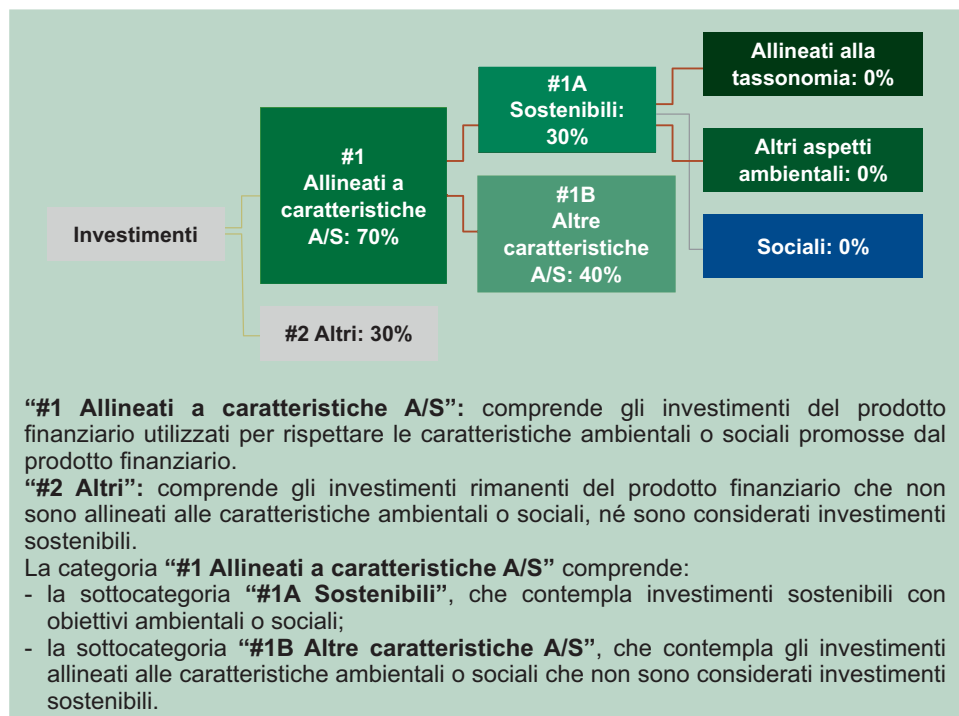 Investimenti
#1
Allineati a
caratteristiche
A/S: 70%
#2 Altri: 30%
#1A
Sostenibili:
30%
#1B
Altre
caratteristiche
A/S: 40%
Allineati alla
tassonomia: 0%
Altri aspetti
ambientali: 0%
Sociali: 0%
“#1 Allineati a caratteristiche A/S”: comprende gli investimenti del prodotto
finanziario utilizzati per rispettare le caratteristiche ambientali o sociali promosse dal
prodotto finanziario.
“#2 Altri”: comprende gli investimenti rimanenti del prodotto finanziario che non
sono allineati alle caratteristiche ambientali o sociali, né sono considerati investimenti
sostenibili.
La categoria “#1 Allineati a caratteristiche A/S” comprende:
- la sottocategoria “#1A Sostenibili”, che contempla investimenti sostenibili con
obiettivi ambientali o sociali;
- la sottocategoria “#1B Altre caratteristiche A/S”, che contempla gli investimenti
allineati alle caratteristiche ambientali o sociali che non sono considerati investimenti
sostenibili.